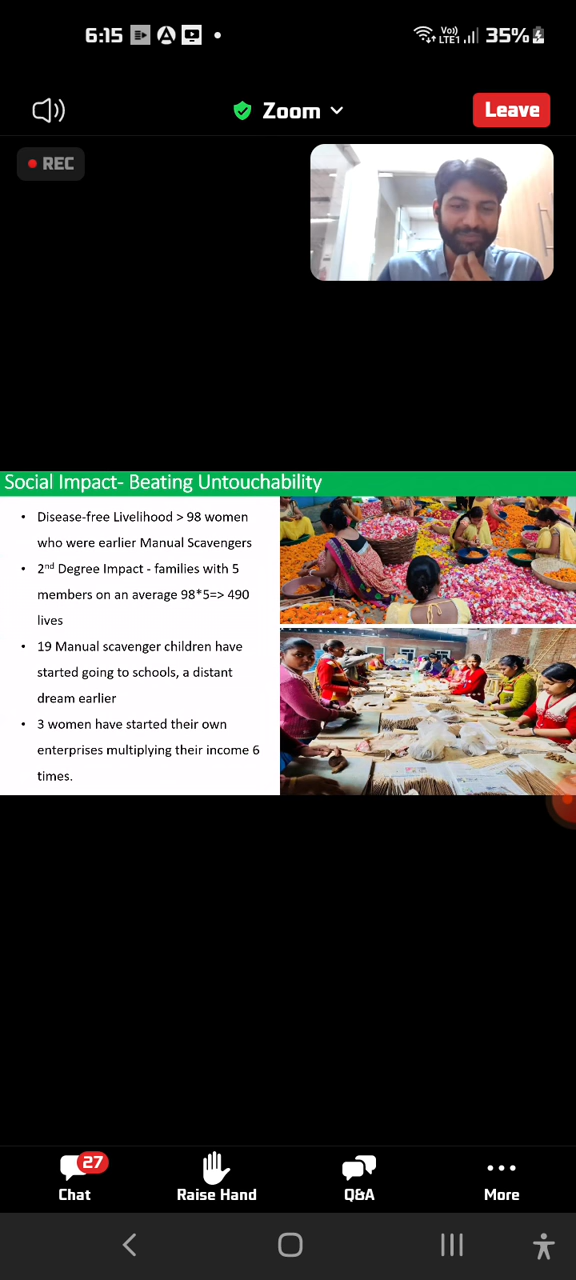 6:15
Vo))
LTE1
35%
Zoom
Leave
REC
Social Impact- Beating Untouchability
• Disease-free Livelihood > 98 women
who were earlier Manual Scavengers
• 2nd Degree Impact - families with 5
members on an average 98*5=> 490
lives
• 19 Manual scavenger children have
started going to schools, a distant
dream earlier
• 3 women have started their own
enterprises multiplying their income 6
times.
27
Chat
Raise Hand
Q&A
More